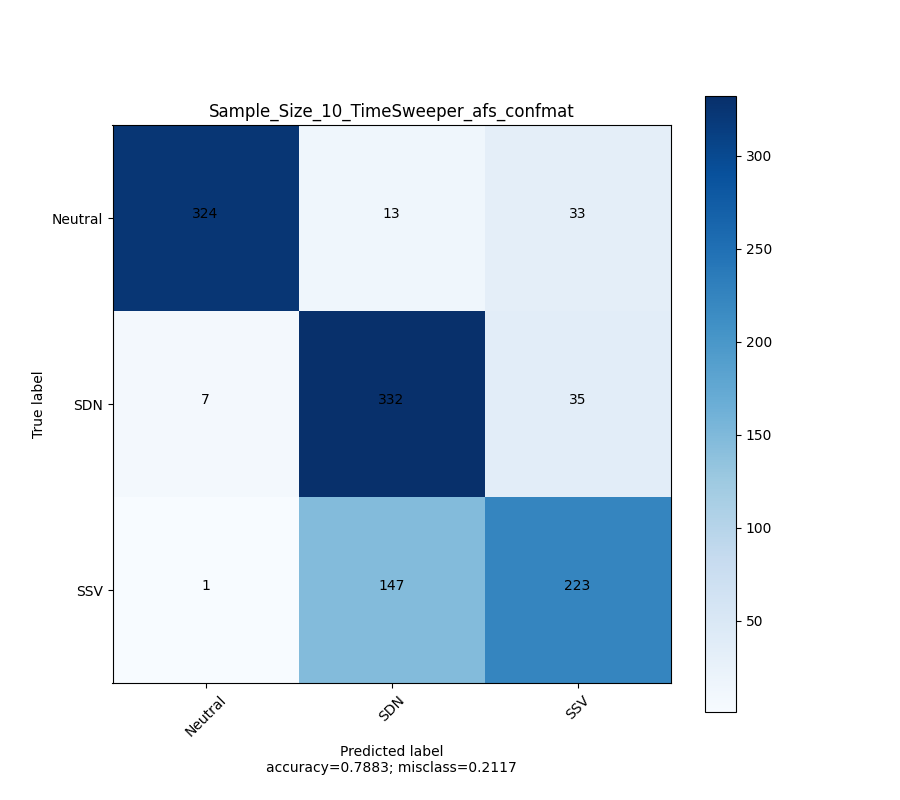 Sample_Size_10_TimeSweeper_afs_confmat
Neutral
324
13
33
300
250
200
150
100
50
SDN
7
332
35
SSV
1
147
223
True label
Neutral
SDN
SSV
Predicted label
accuracy=0.7883; misclass=0.2117